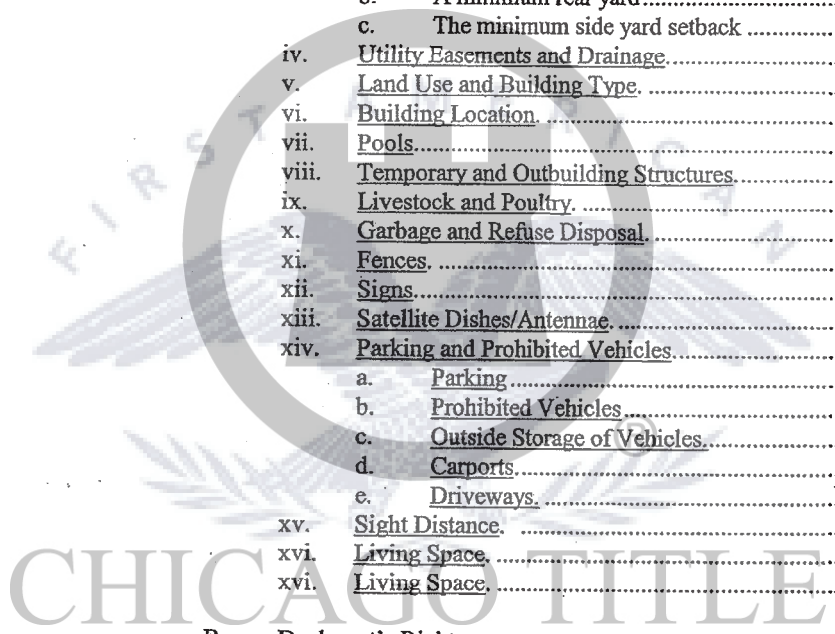 c. The minimum side yard setback ..............
iv. Utility Easements and Drainage. ..............
v. Land Use and Building Type. ..............
vi. Building Location. ..............
vii. Pools ..............
viii. Temporary and Outbuilding Structures. ..............
ix. Livestock and Poultry. ..............
x. Garbage and Refuse Disposal. ..............
xi. Fences. ..............
xii. Signs ..............
xiii. Satellite Dishes/Antennae. ..............
xiv. Parking and Prohibited Vehicles. ..............
a. Parking ..............
b. Prohibited Vehicles ..............
c. Outside Storage of Vehicles. ..............
d. Carports. ..............
e. Driveways. ..............
xv. Sight Distance. ..............
xvi. Living Space. ..............
xvi. Living Space. ..............
FIRST AMERICAN
®
CHICAGO TITLE